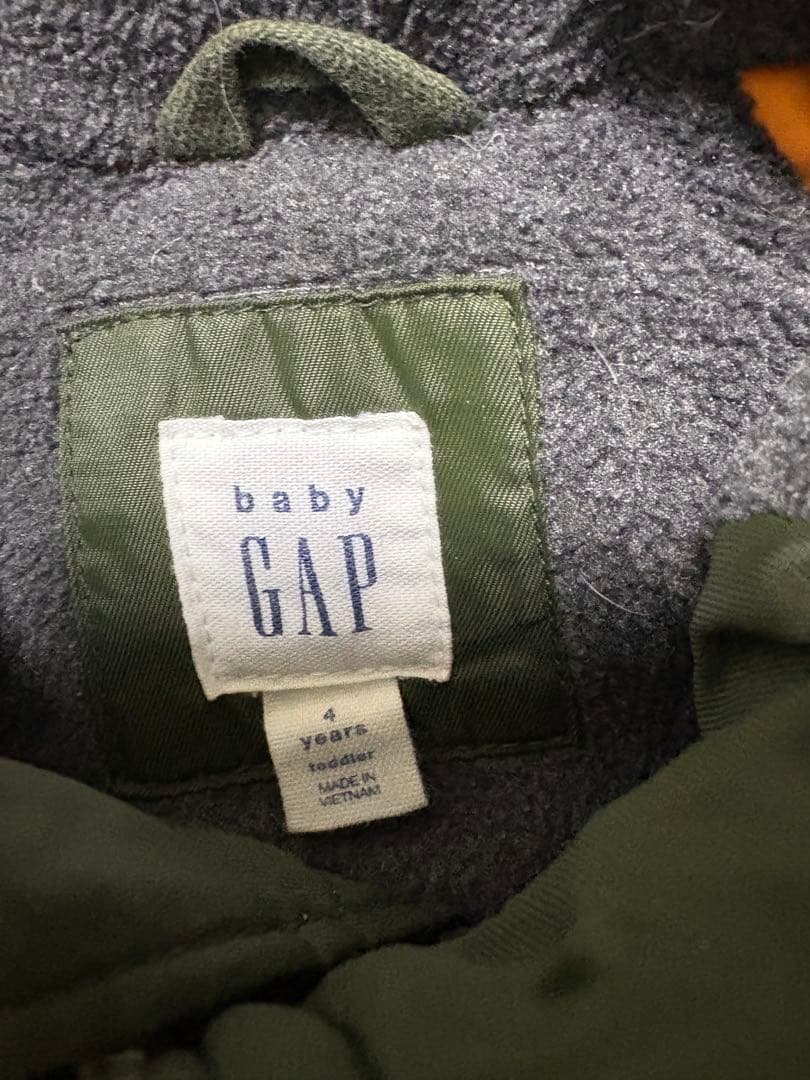 baby
GAP
4
years
toddler
MADE IN
VIETNAM